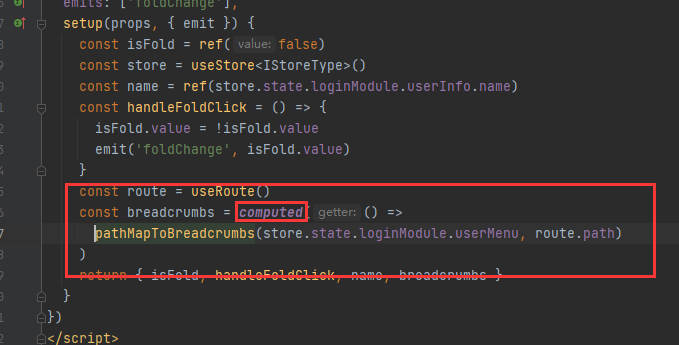 emits: ['foldChange'],
setup(props, { emit }) {
const isFold = ref( value: false)
const store = useStore<IStoreType>()
const name = ref(store.state.loginModule.userInfo.name)
const handleFoldClick = () => {
isFold.value = !isFold.value
emit('foldChange', isFold.value)
}
const route = useRoute()
const breadcrumbs = computed( getter: () =>
pathMapToBreadcrumbs(store.state.loginModule.userMenu, route.path)
)
return { isFold, handleFoldClick, name, breadcrumbs }
}
})
</script>